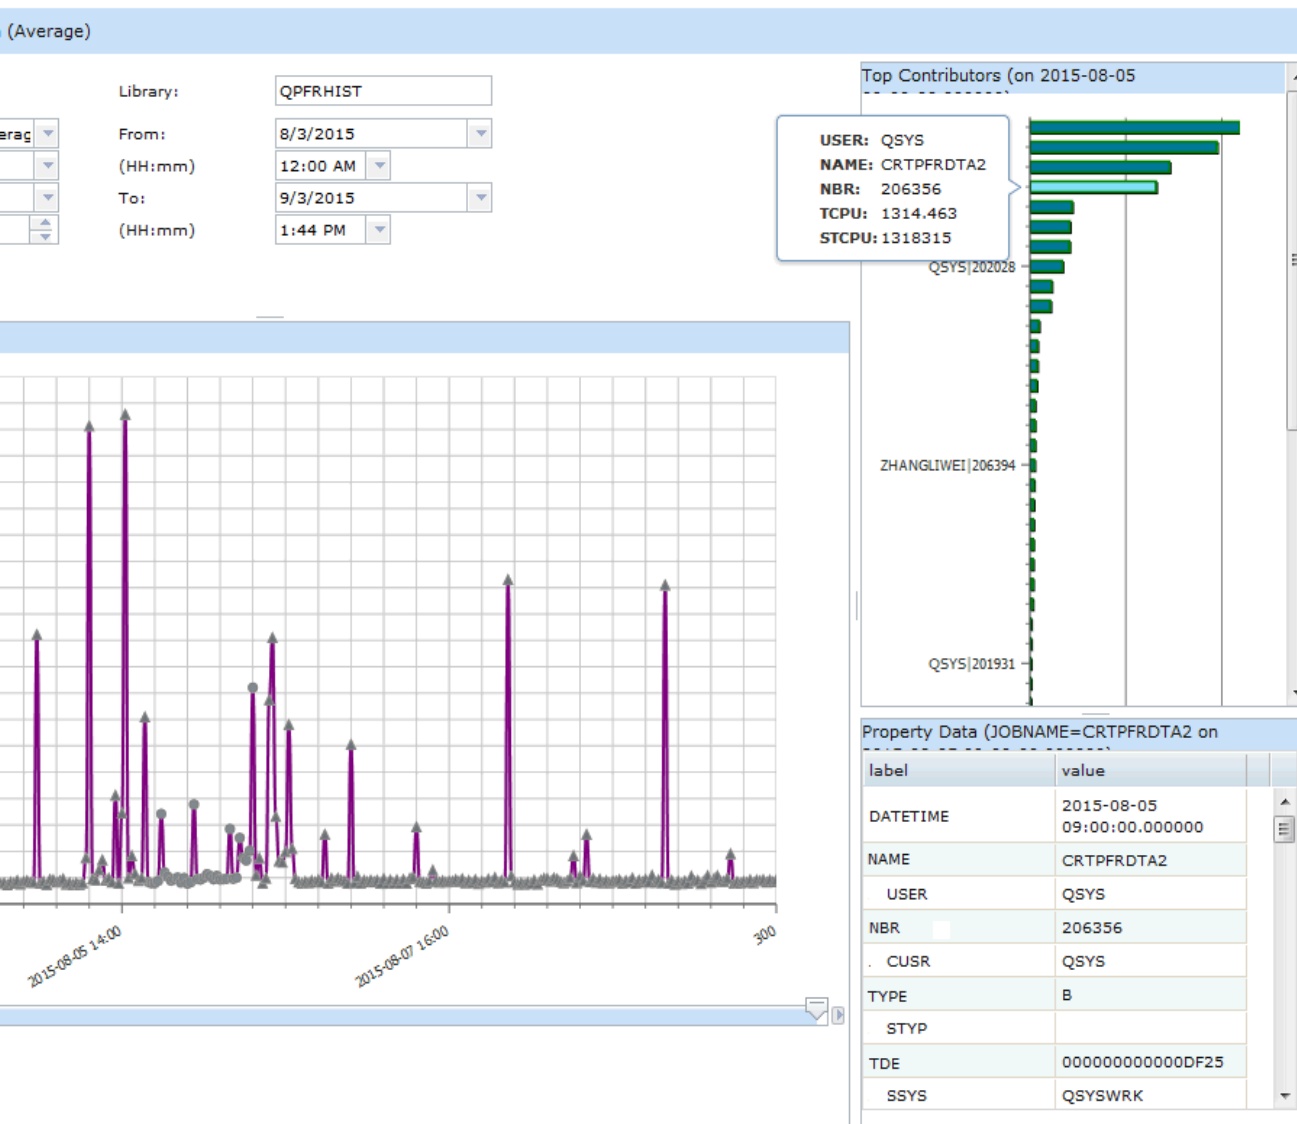 (Average)
Library: QPFRHIST
From: 8/3/2015
(HH:mm) 12:00 AM
To: 9/3/2015
(HH:mm) 1:44 PM
2015-08-05 14:00
2015-08-07 16:00
300
Top Contributors (on 2015-08-05
USER: QSYS
NAME: CRTPFRDTA2
NBR: 206356
TCPU: 1314.463
STCPU: 1318315
QSYS|202028
ZHANGLIWEI|206394
QSYS|201931
Property Data (JOBNAME=CRTPFRDTA2 on
label value
DATETIME 2015-08-05
09:00:00.000000
NAME CRTPFRDTA2
USER QSYS
NBR 206356
. CUSR QSYS
TYPE B
STYP
TDE 000000000000DF25
SSYS QSYSWRK